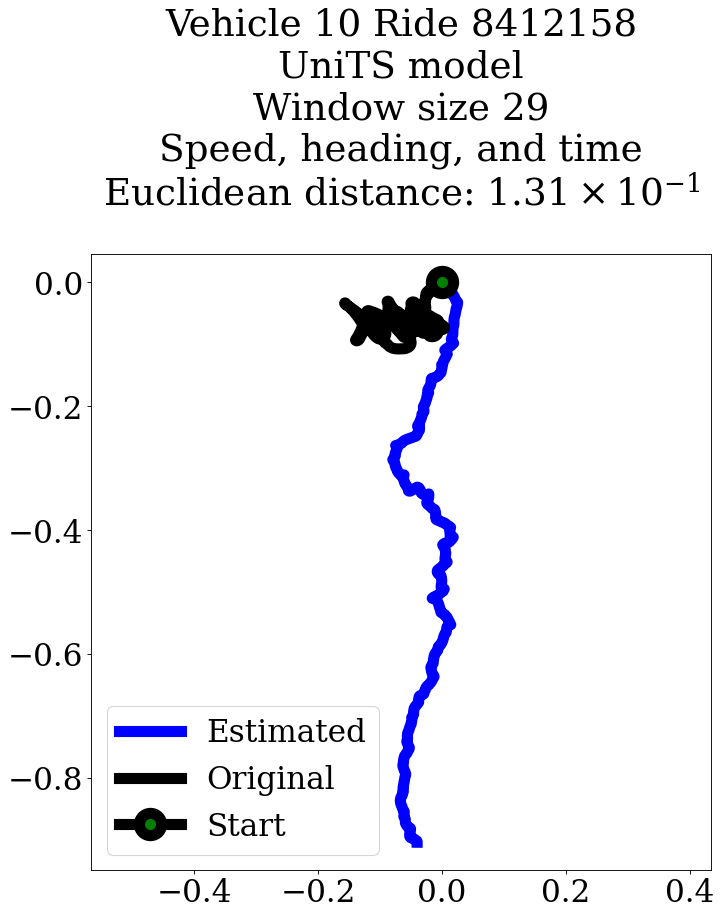 Vehicle 10 Ride 8412158
UniTS model
Window size 29
Speed, heading, and time
Euclidean distance: 1.31 × 10⁻¹
0.0
−0.2
−0.4
−0.6
−0.8
Estimated
Original
Start
−0.4 −0.2 0.0 0.2 0.4